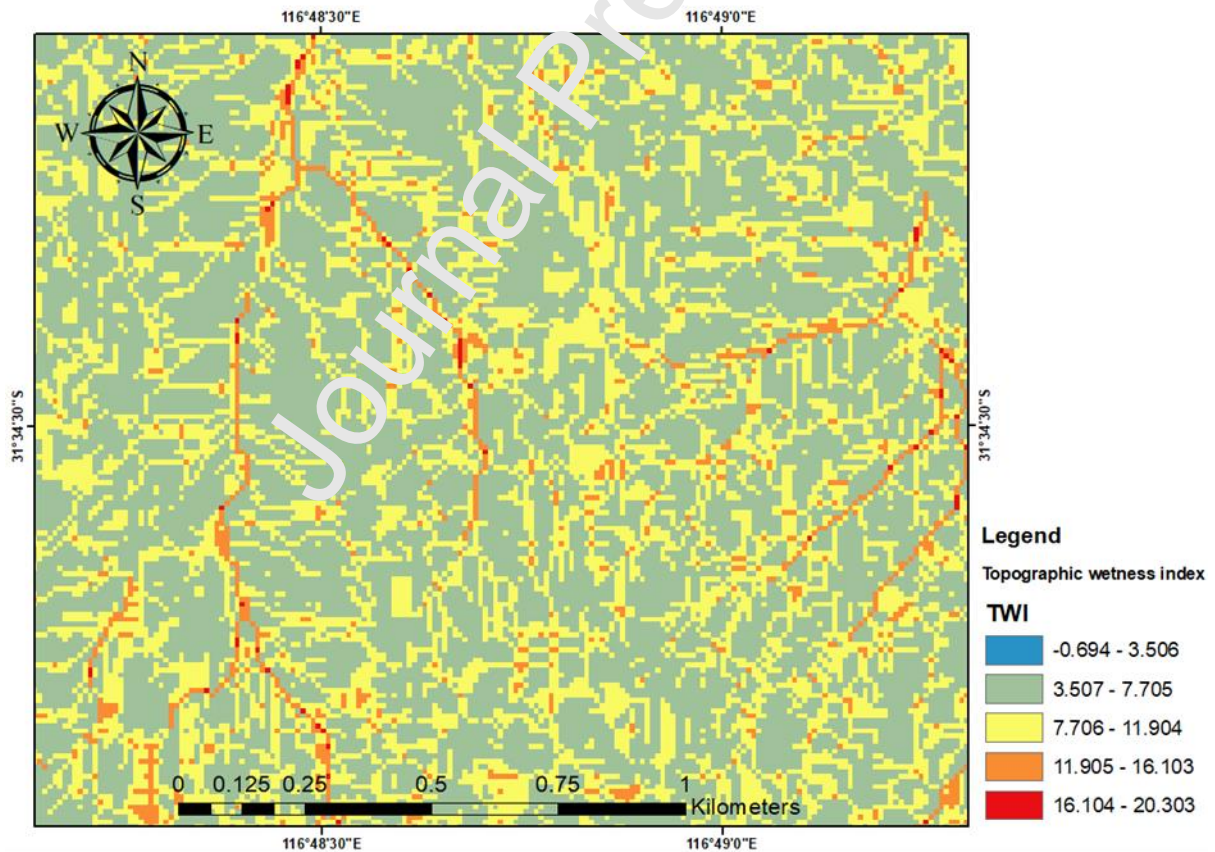 116°48'30"E 116°49'0"E
N
W E
S
Journal Pre
31°34'30"S 31°34'30"S
Legend
Topographic wetness index
TWI
-0.694 - 3.506
3.507 - 7.705
7.706 - 11.904
11.905 - 16.103
16.104 - 20.303
0 0.125 0.25 0.5 0.75 1
Kilometers
116°48'30"E 116°49'0"E